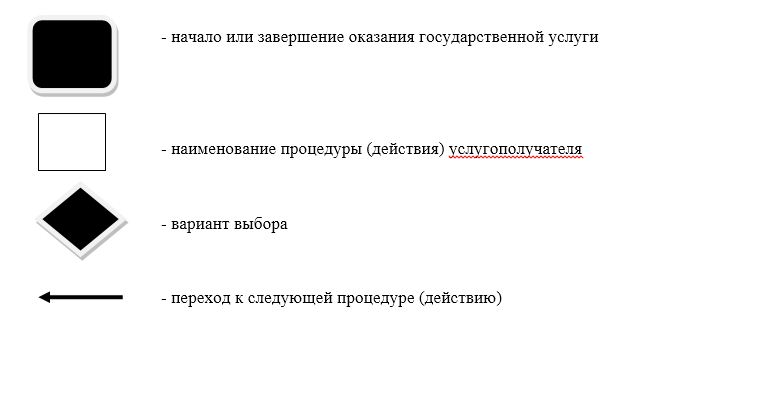 - начало или завершение оказания государственной услуги
- наименование процедуры (действия) услугополучателя
- вариант выбора
- переход к следующей процедуре (действию)